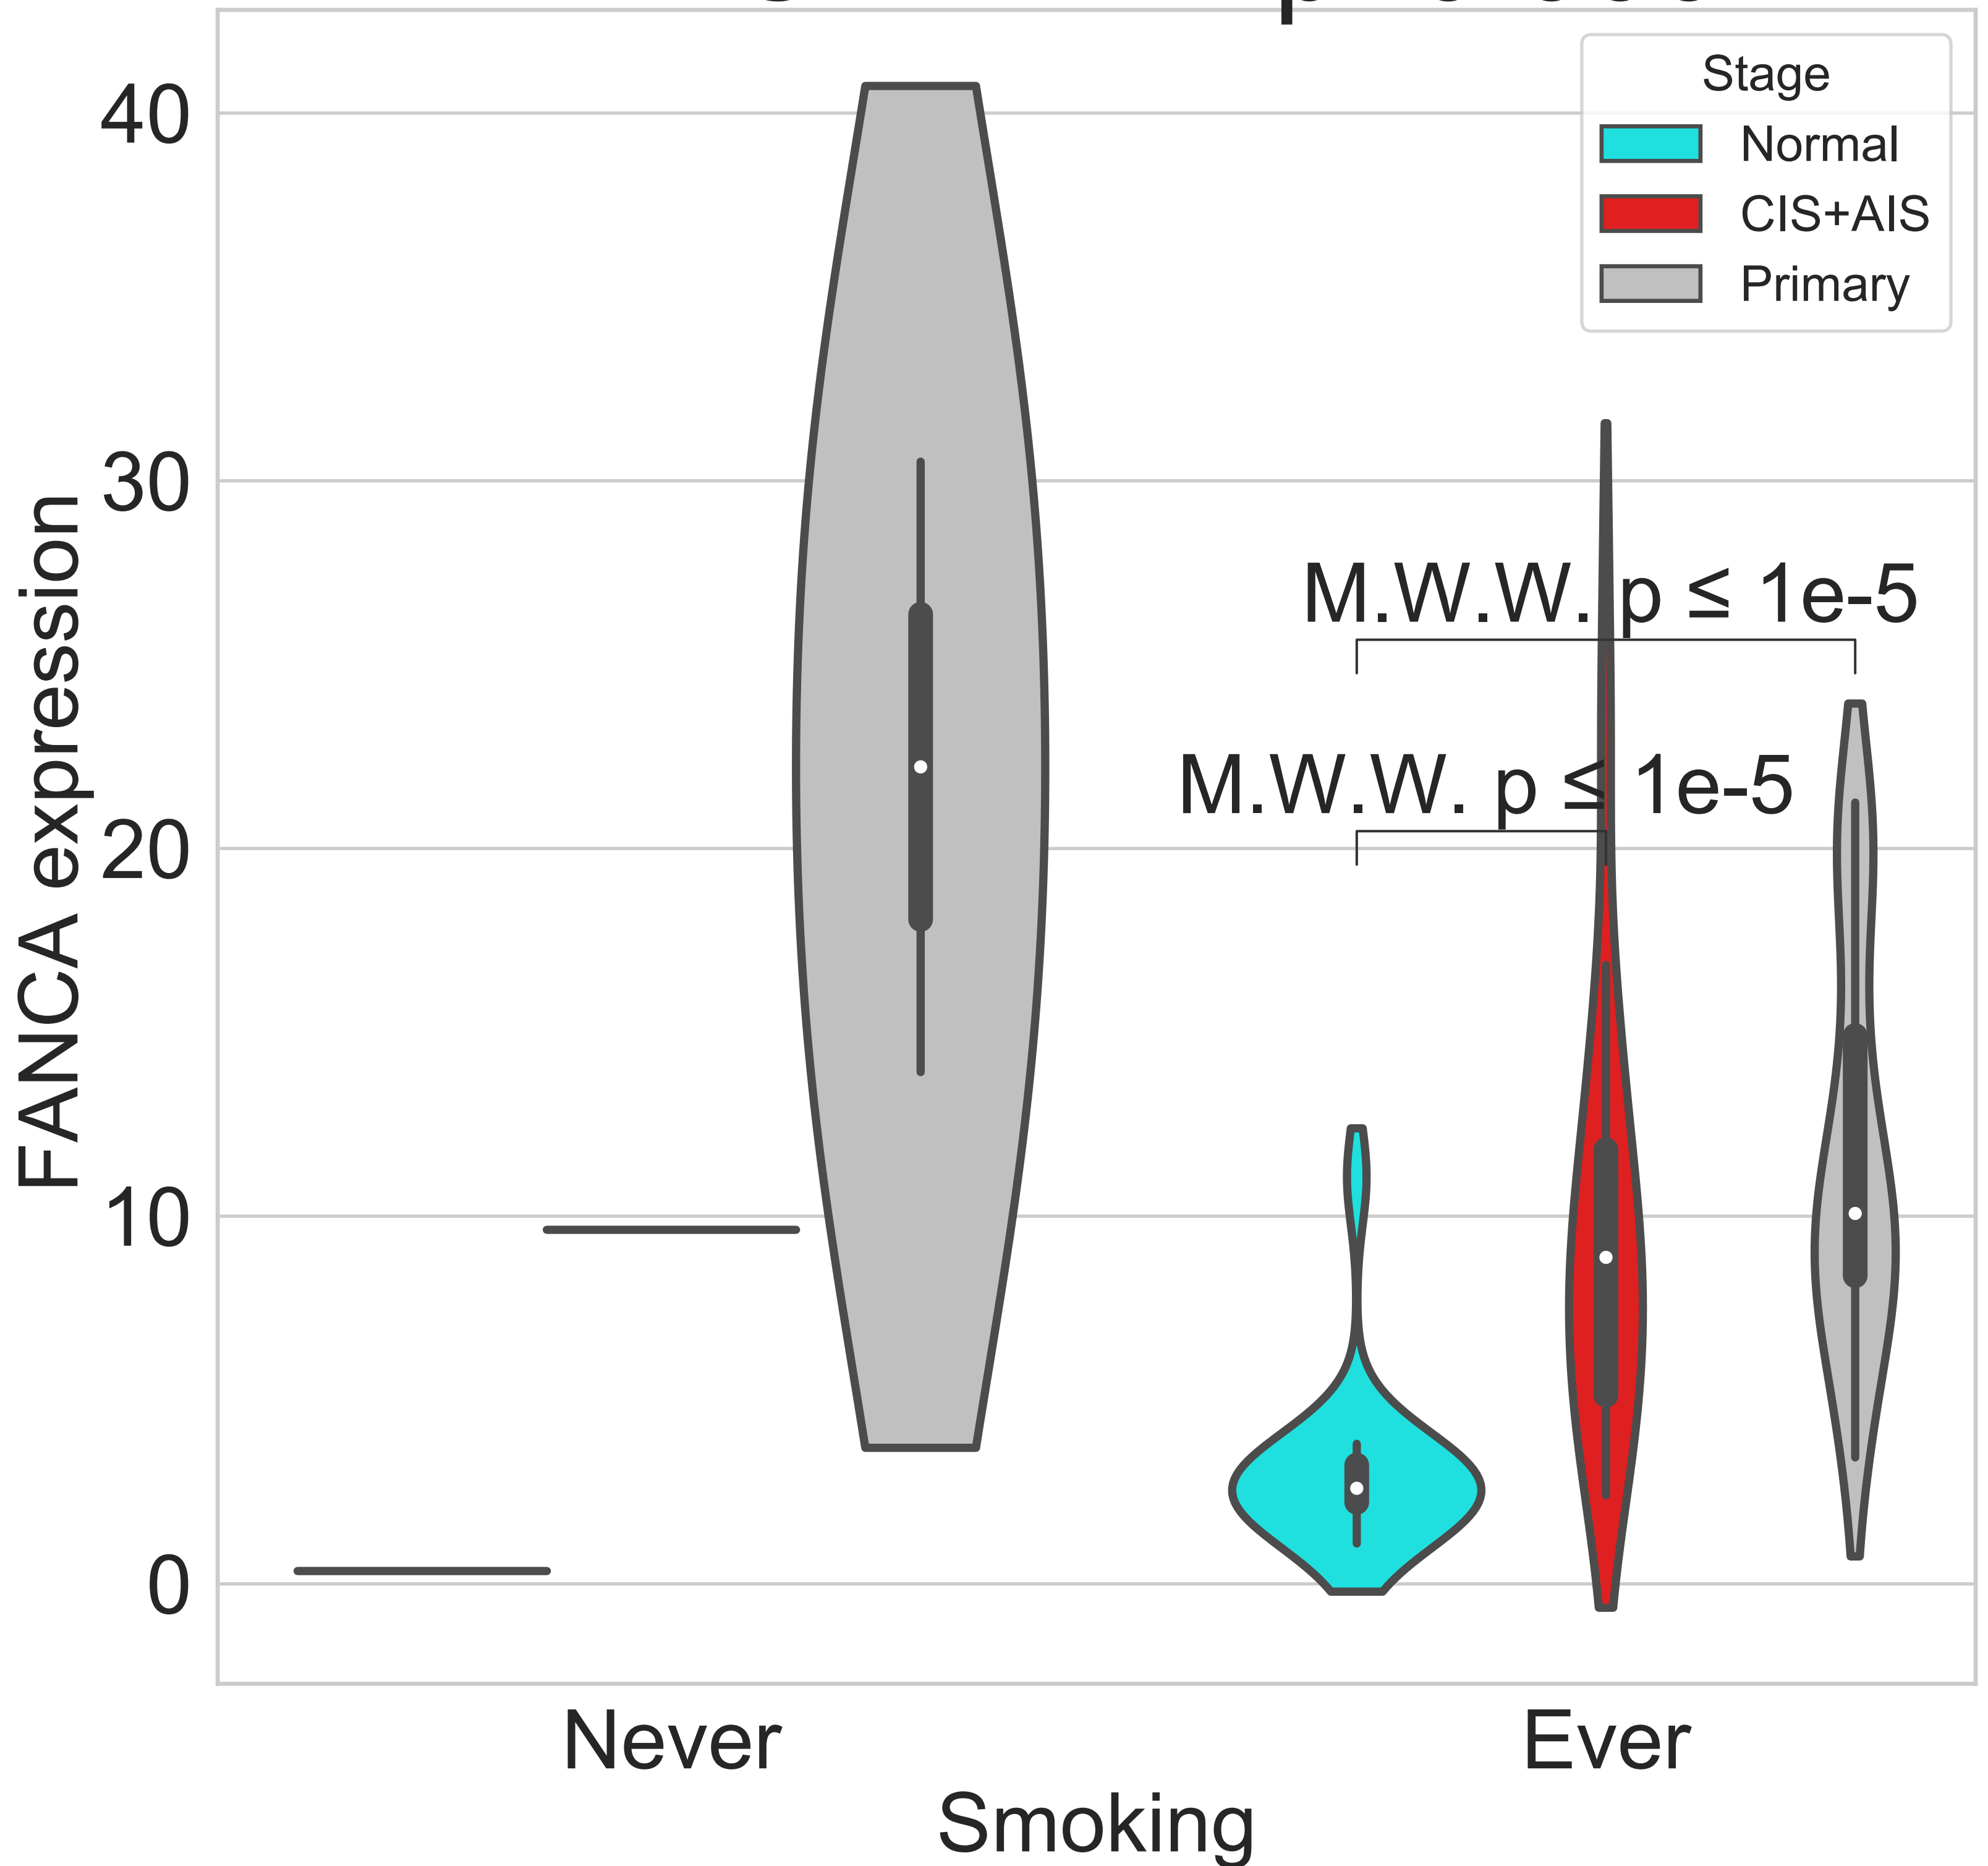 Stage
Normal
CIS+AIS
Primary
40
30
20
10
0
FANCA expression
M.W.W. p ≤ 1e-5
M.W.W. p ≤ 1e-5
Never
Ever
Smoking